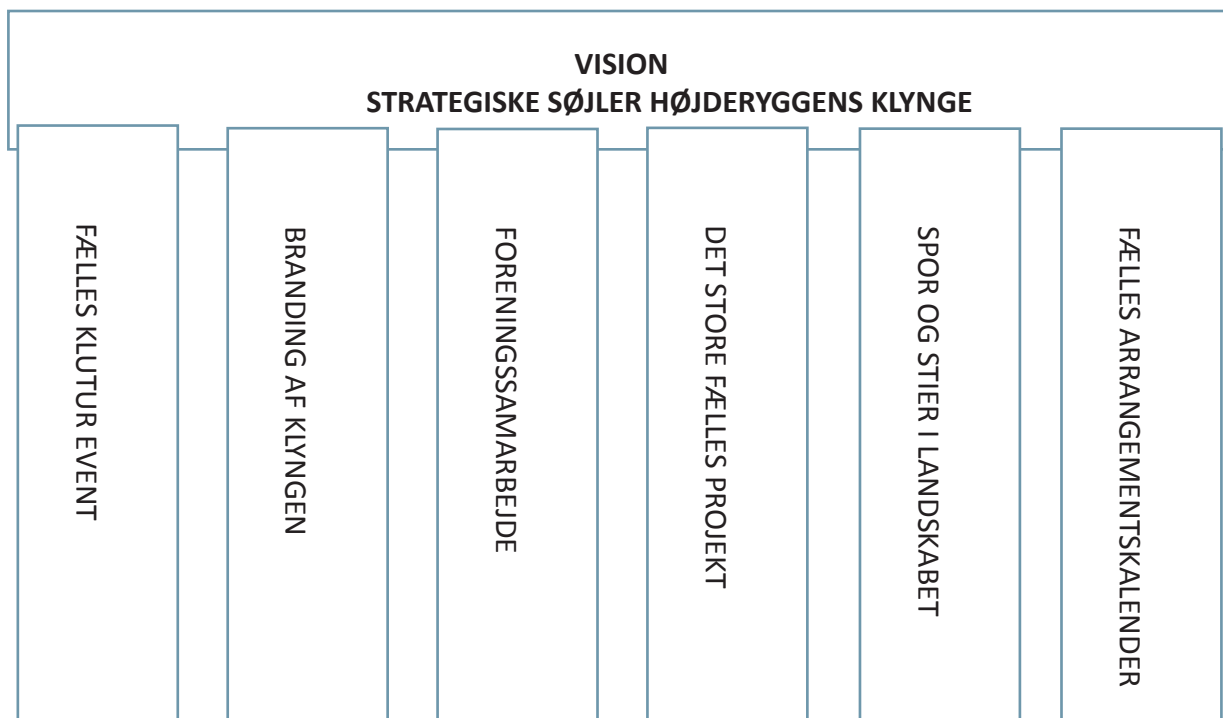 VISION
STRATEGISKE SØJLER HØJDERYGGENS KLYNGE
FÆLLES KLUTUR EVENT
BRANDING AF KLYNGEN
FORENINGSSAMARBEJDE
DET STORE FÆLLES PROJEKT
SPOR OG STIER I LANDSKABET
FÆLLES ARRANGEMENTSKALENDER